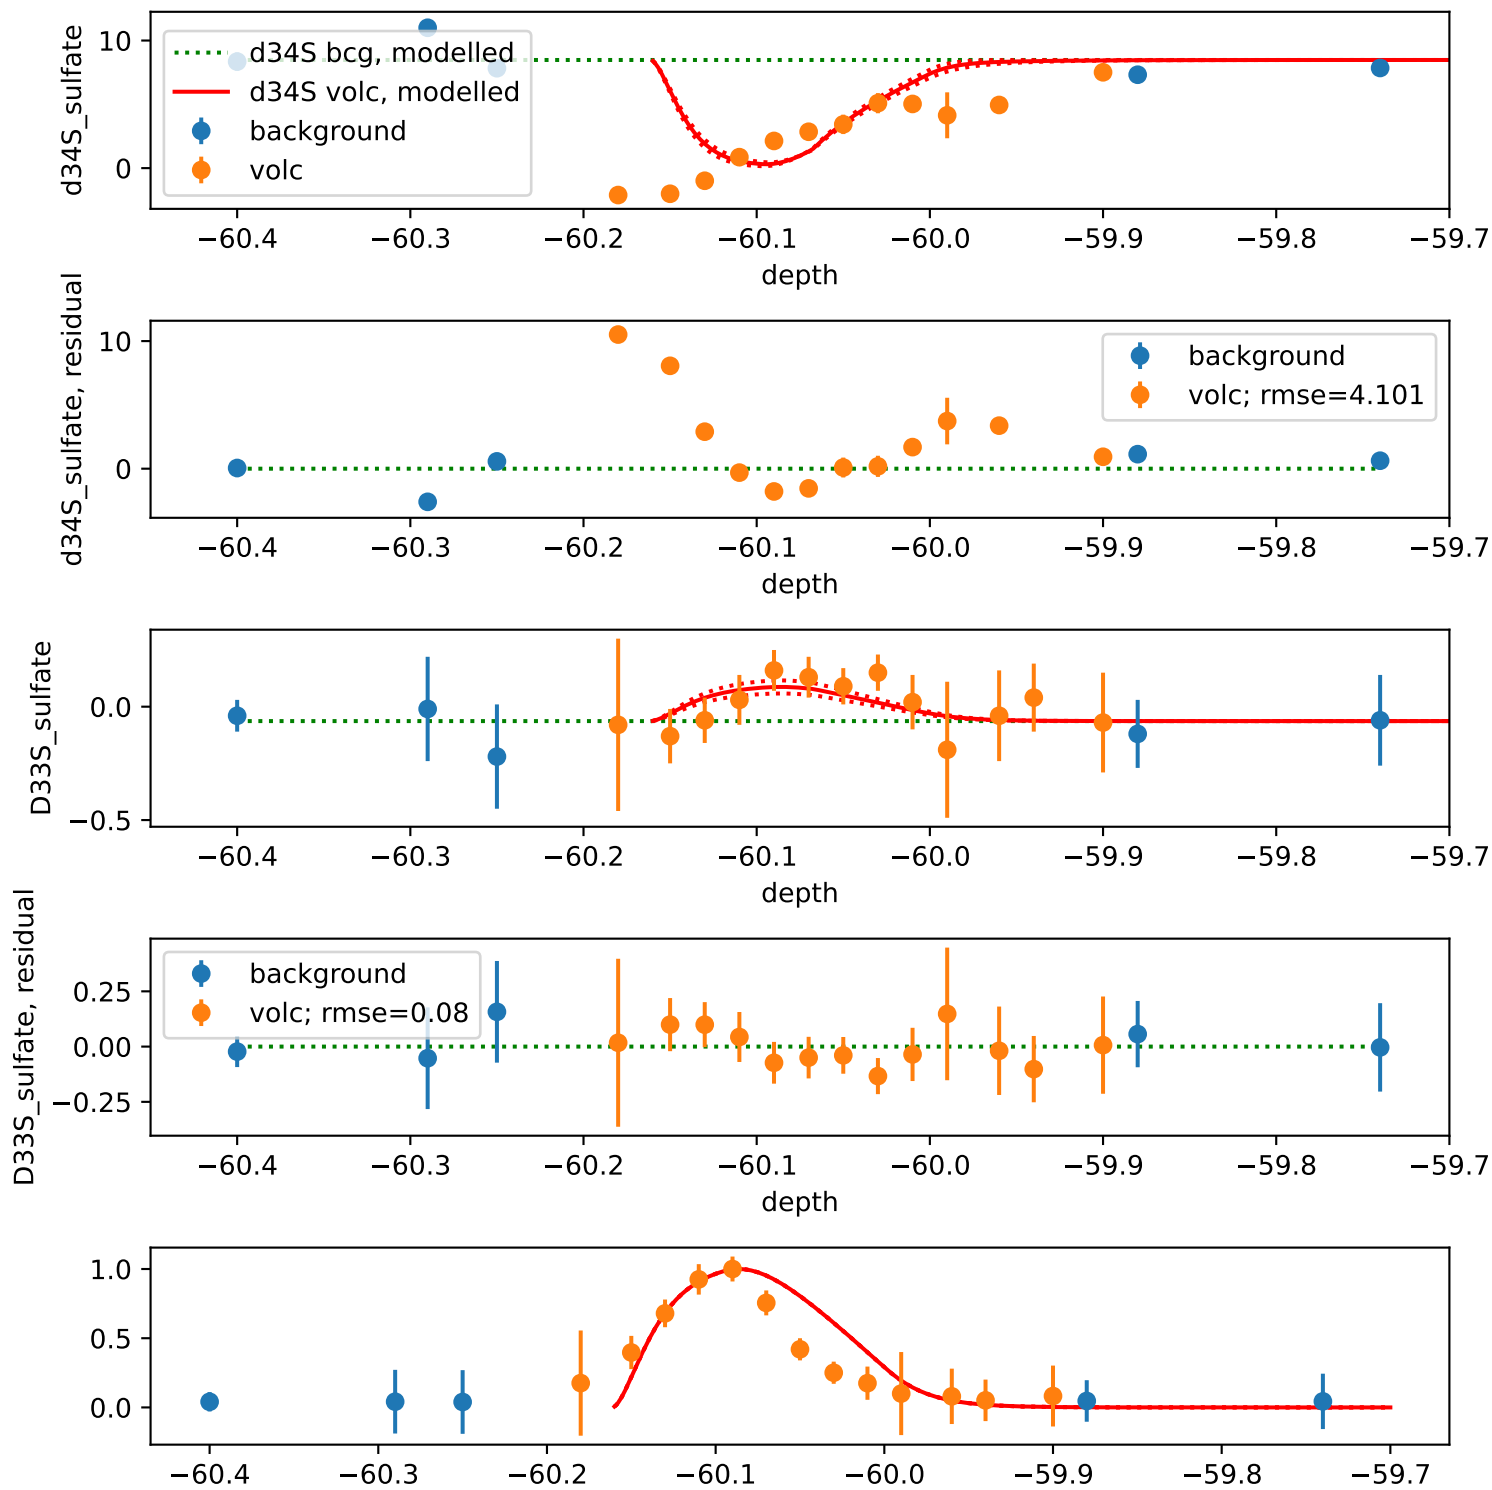 d34S_sulfate
10
0
d34S bcg, modelled
d34S volc, modelled
background
volc
−60.4 −60.3 −60.2 −60.1 −60.0 −59.9 −59.8 −59.7
depth
d34S_sulfate, residual
10
0
background
volc; rmse=4.101
−60.4 −60.3 −60.2 −60.1 −60.0 −59.9 −59.8 −59.7
depth
D33S_sulfate
0.0
−0.5
−60.4 −60.3 −60.2 −60.1 −60.0 −59.9 −59.8 −59.7
depth
D33S_sulfate, residual
0.25
0.00
−0.25
background
volc; rmse=0.08
−60.4 −60.3 −60.2 −60.1 −60.0 −59.9 −59.8 −59.7
depth
1.0
0.5
0.0
−60.4 −60.3 −60.2 −60.1 −60.0 −59.9 −59.8 −59.7